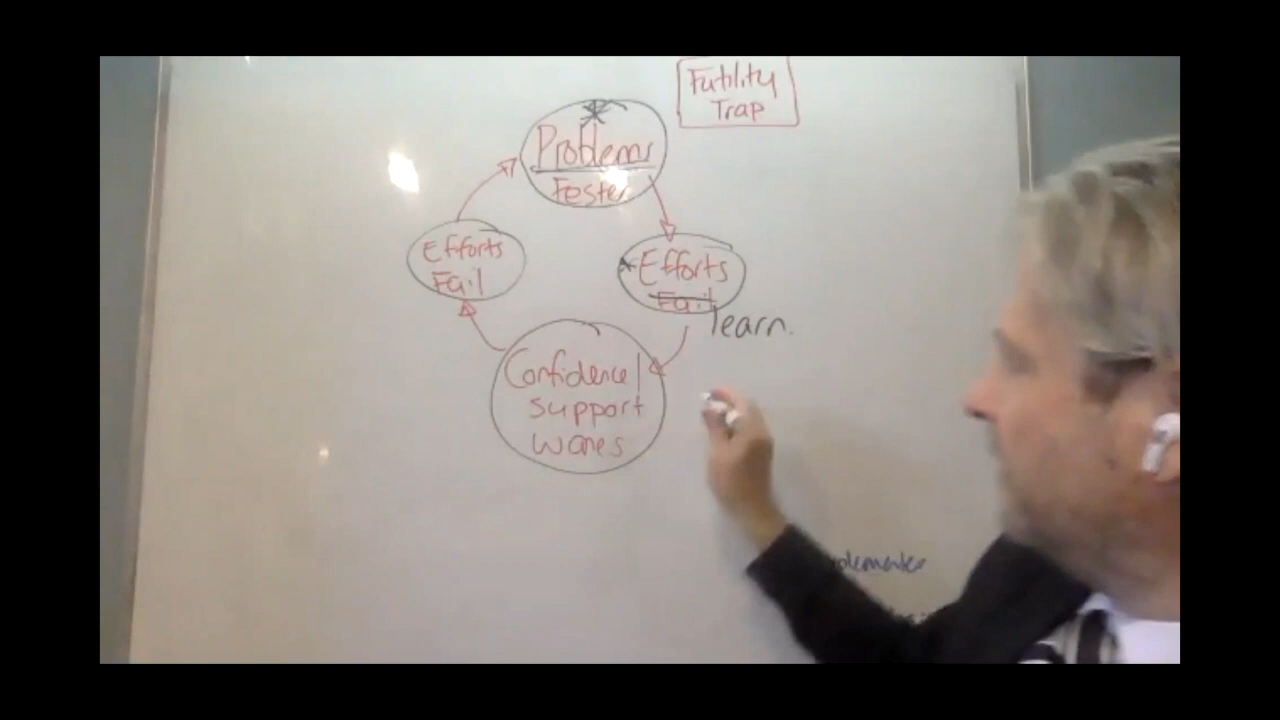 Futility
Trap
Problems
Fester
Efforts
Fail
Efforts
Fail
learn.
Confidence/
support
wanes